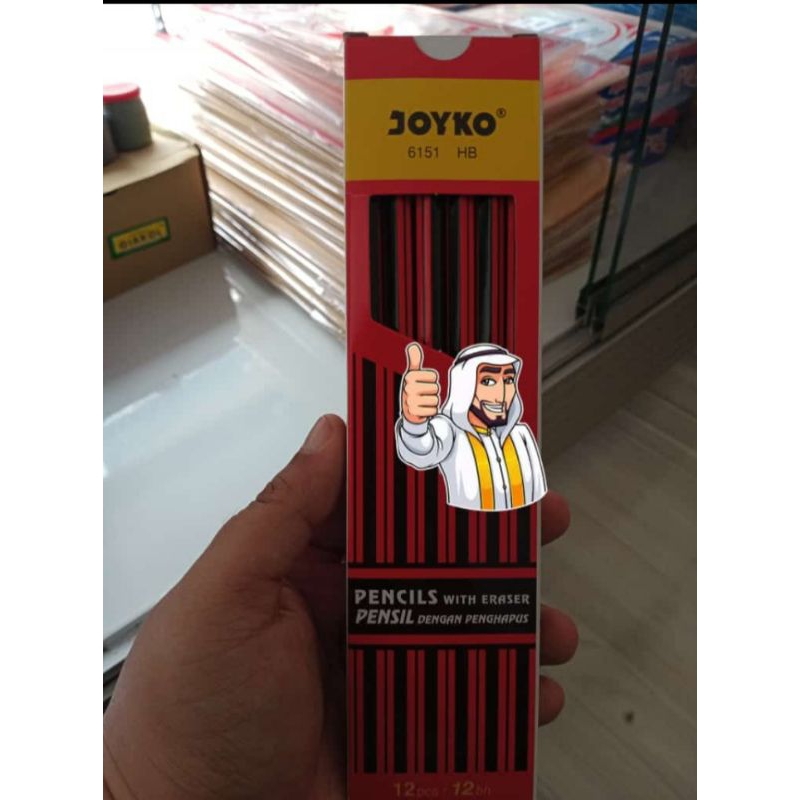 JOYKO®
6151 HB
PENCILS WITH ERASER
PENSIL DENGAN PENGHAPUS
12 pcs / 12 bh